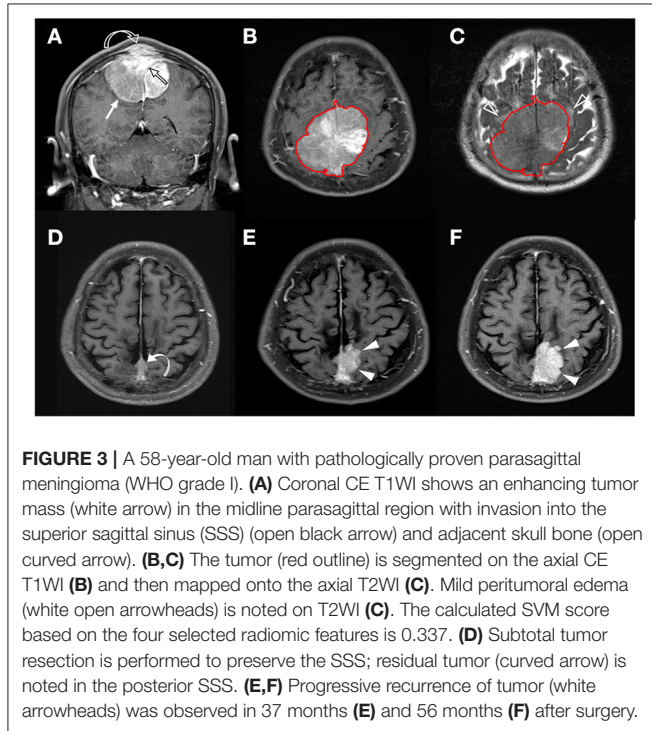 A
B
C
D
E
F
FIGURE 3 | A 58-year-old man with pathologically proven parasagittal
meningioma (WHO grade I). (A) Coronal CE T1WI shows an enhancing tumor
mass (white arrow) in the midline parasagittal region with invasion into the
superior sagittal sinus (SSS) (open black arrow) and adjacent skull bone (open
curved arrow). (B,C) The tumor (red outline) is segmented on the axial CE
T1WI (B) and then mapped onto the axial T2WI (C). Mild peritumoral edema
(white open arrowheads) is noted on T2WI (C). The calculated SVM score
based on the four selected radiomic features is 0.337. (D) Subtotal tumor
resection is performed to preserve the SSS; residual tumor (curved arrow) is
noted in the posterior SSS. (E,F) Progressive recurrence of tumor (white
arrowheads) was observed in 37 months (E) and 56 months (F) after surgery.